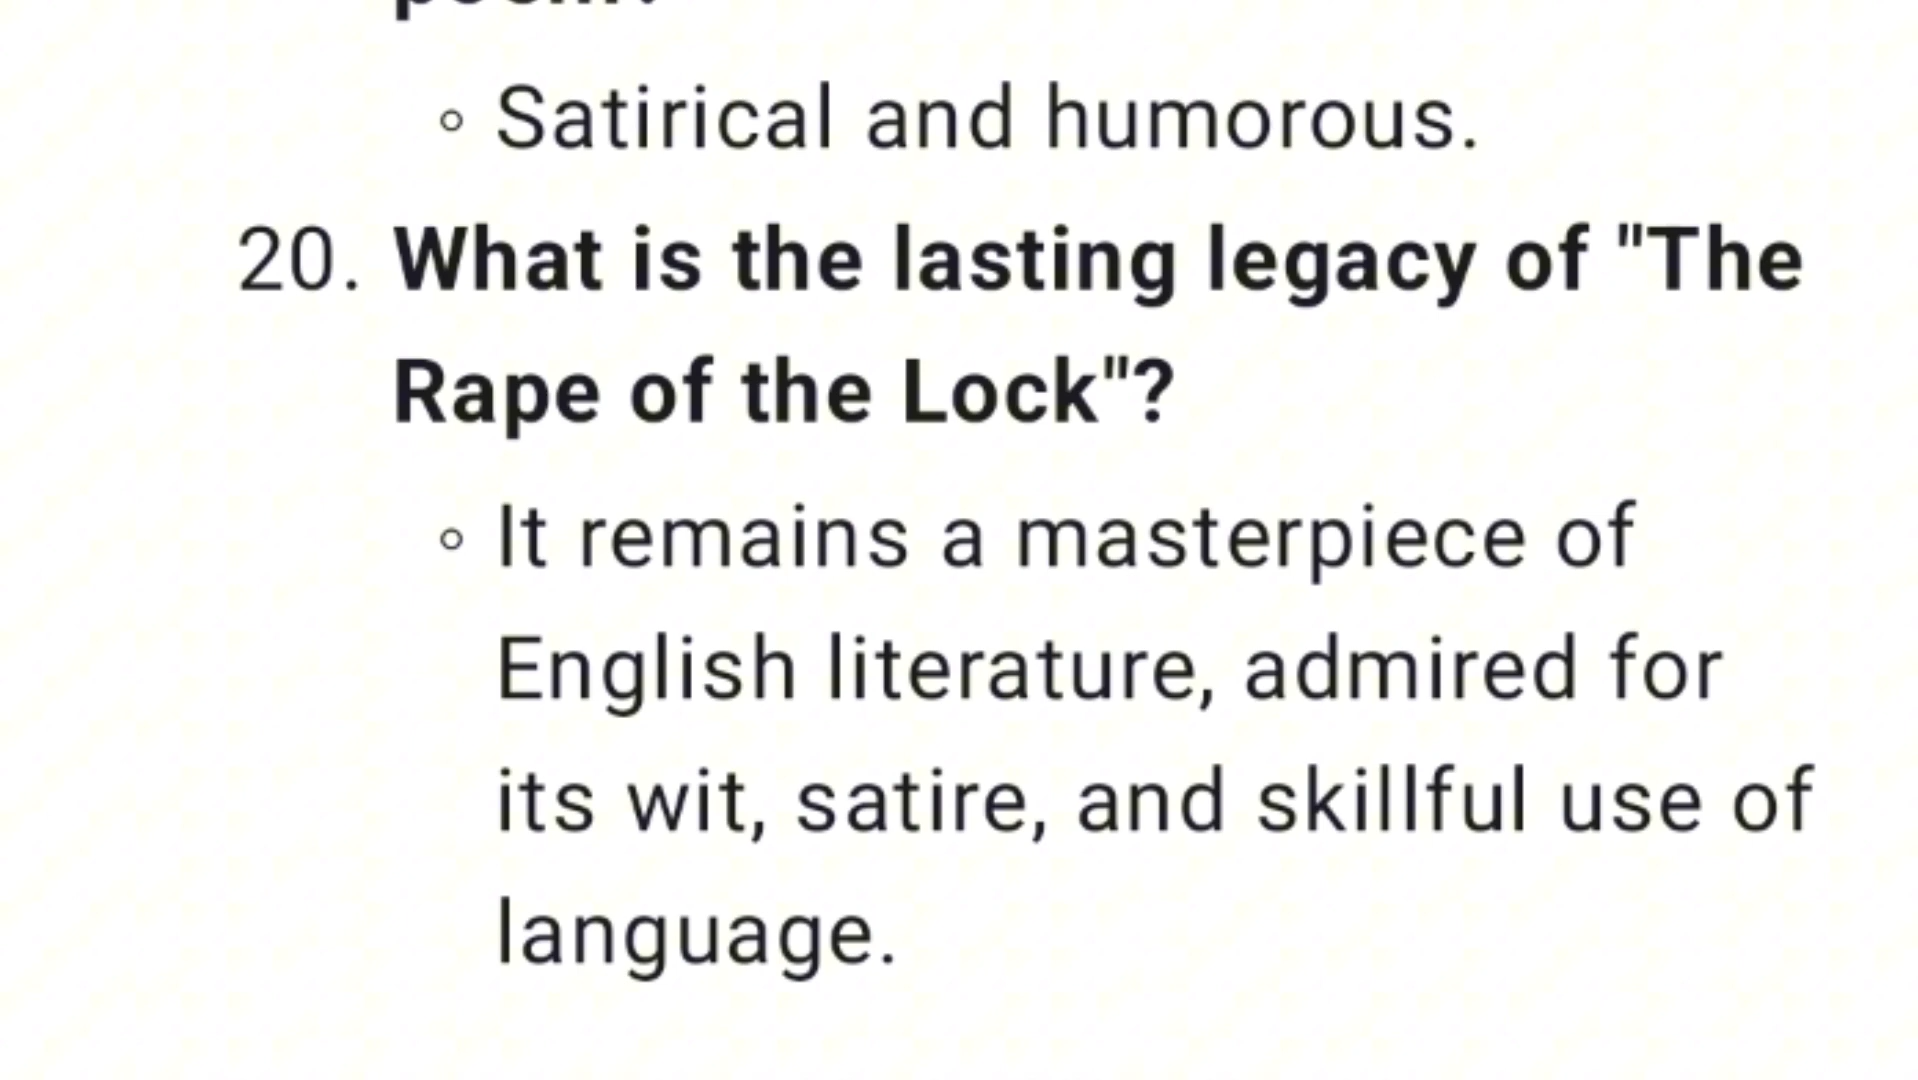 ◦ Satirical and humorous.
20. What is the lasting legacy of "The
Rape of the Lock"?
◦ It remains a masterpiece of
English literature, admired for
its wit, satire, and skillful use of
language.